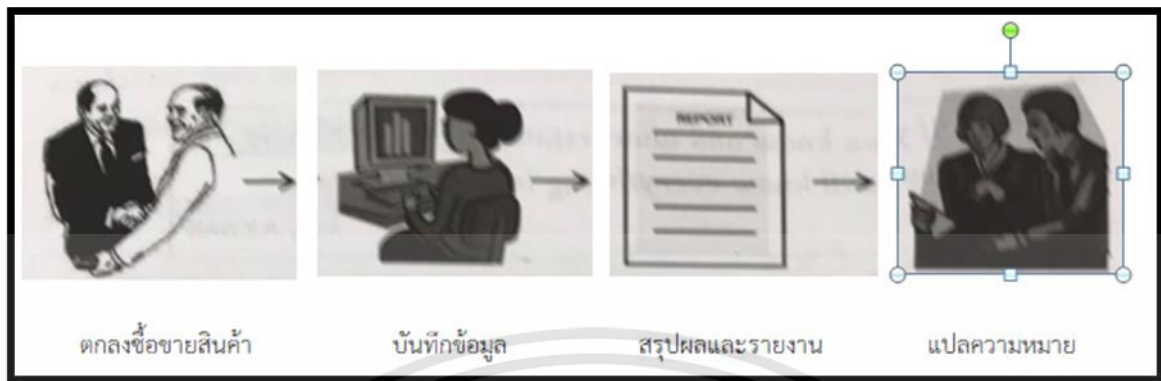 REPORT
ตกลงซื้อขายสินค้า
บันทึกข้อมูล
สรุปผลและรายงาน
แปลความหมาย